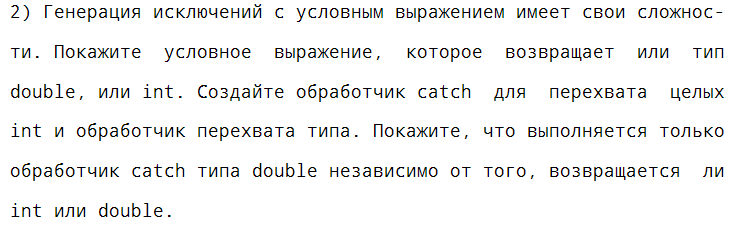 2) Генерация исключений с условным выражением имеет свои сложнос-
ти. Покажите условное выражение, которое возвращает или тип
double, или int. Создайте обработчик catch для перехвата целых
int и обработчик перехвата типа. Покажите, что выполняется только
обработчик catch типа double независимо от того, возвращается ли
int или double.